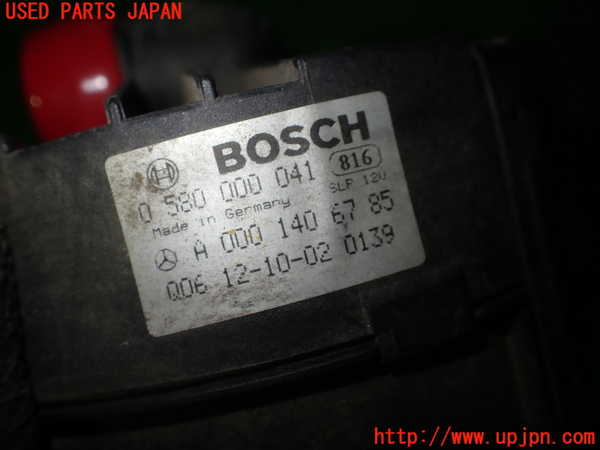 USED PARTS JAPAN
BOSCH
0 580 000 041
816
Made in Germany
SLP 12V
A 000 140 67 85
Q06 12-10-02 0139
http://www.upjpn.com/